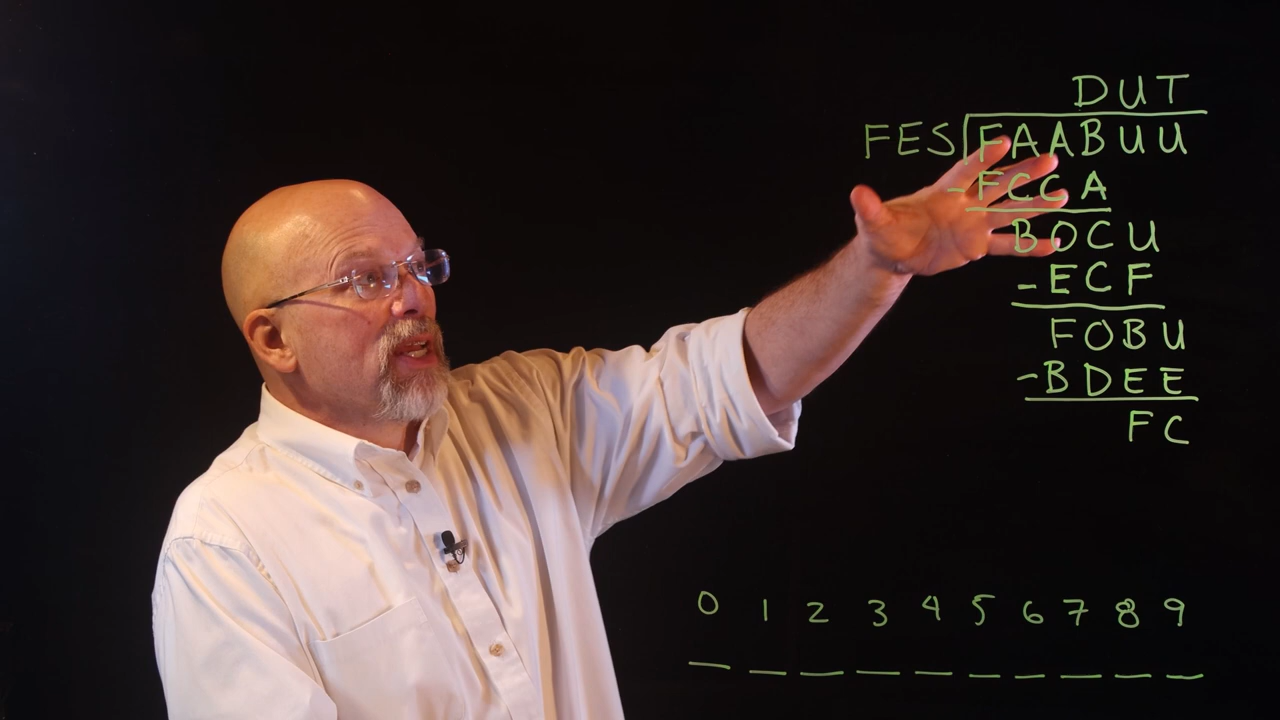 DUT
FES FAABUU
-FCCA
BOCU
-ECF
FOBU
-BDEE
FC
0 1 2 3 4 5 6 7 8 9